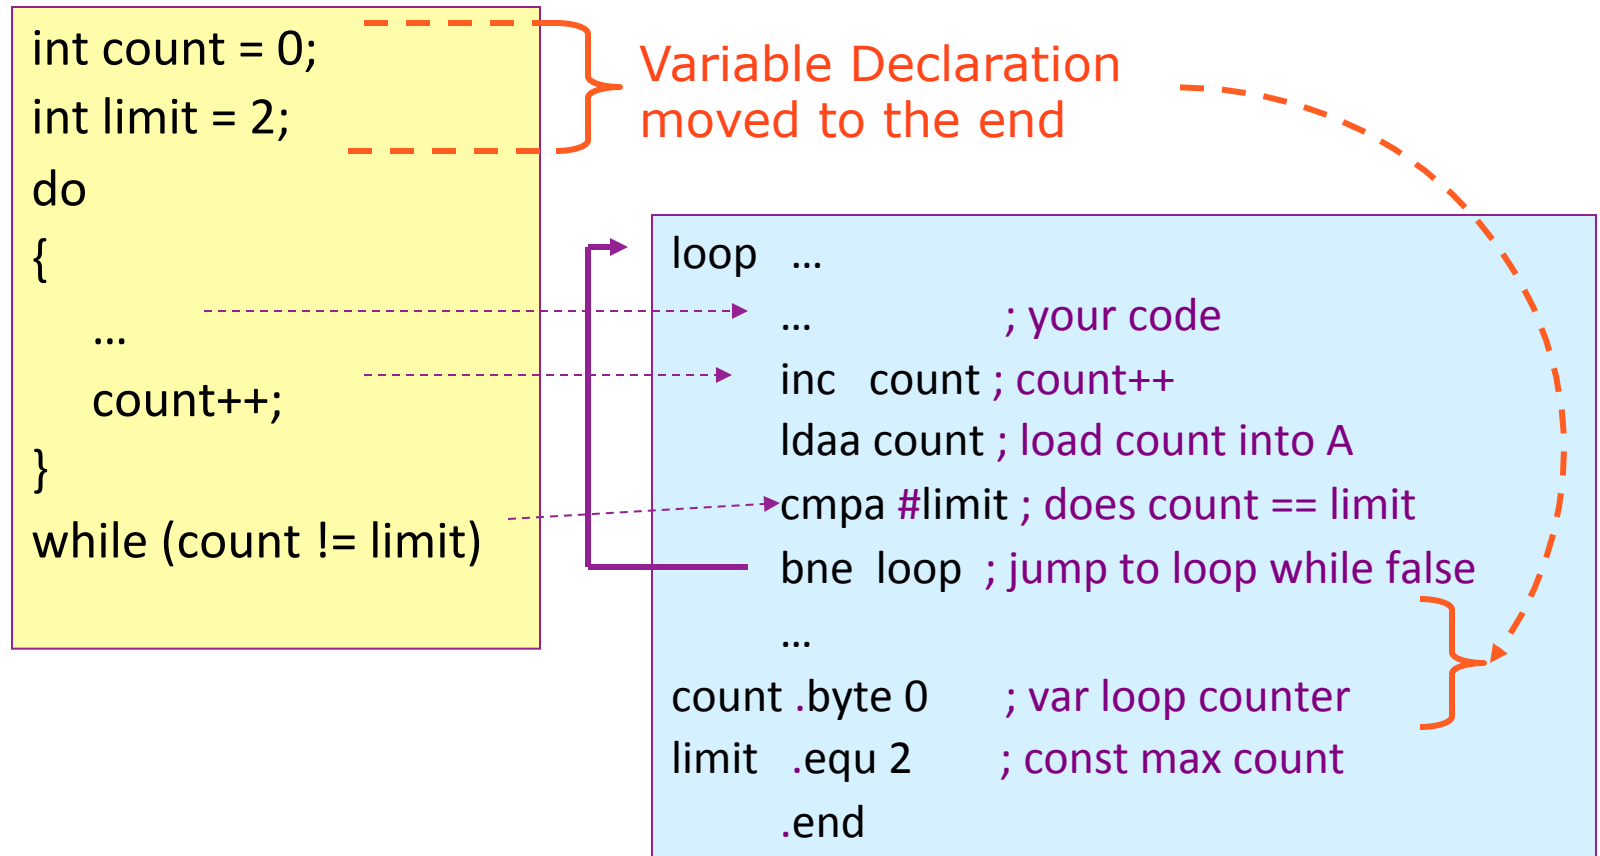 int count = 0;
int limit = 2;
do
{
…
count++;
}
while (count != limit)
Variable Declaration
moved to the end
loop …
… ; your code
inc count ; count++
ldaa count ; load count into A
cmpa #limit ; does count == limit
bne loop ; jump to loop while false
…
count .byte 0 ; var loop counter
limit .equ 2 ; const max count
.end